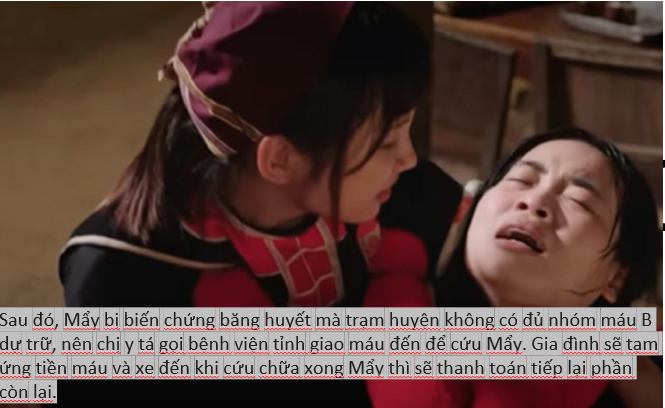 Sau đó, Mẩy bị biến chứng băng huyết mà trạm huyện không có đủ nhóm máu B
dự trữ, nên chị y tá gọi bệnh viện tỉnh giao máu đến để cứu Mẩy. Gia đình sẽ tạm
ứng tiền máu và xe đến khi cứu chữa xong Mẩy thì sẽ thanh toán tiếp lại phần
còn lại.